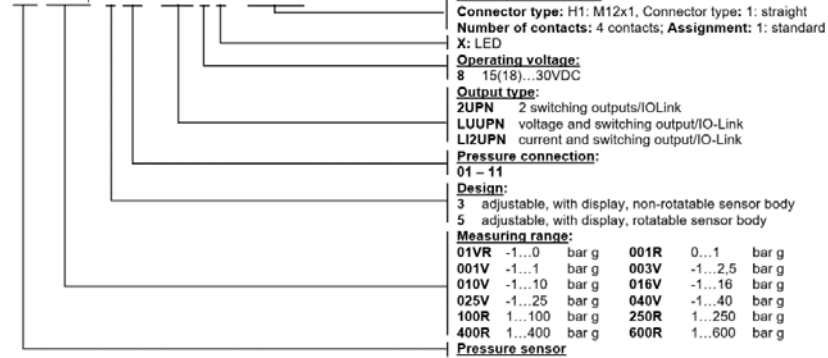 Connector type: H1: M12x1, Connector type: 1: straight
Number of contacts: 4 contacts; Assignment: 1: standard
X: LED
Operating voltage:
8 15(18)...30VDC
Output type:
2UPN 2 switching outputs/IOLink
LUUPN voltage and switching output/IO-Link
LI2UPN current and switching output/IO-Link
Pressure connection:
01 – 11
Design:
3 adjustable, with display, non-rotatable sensor body
5 adjustable, with display, rotatable sensor body
Measuring range:
01VR -1...0 bar g 001R 0...1 bar g
001V -1...1 bar g 003V -1...2,5 bar g
010V -1...10 bar g 016V -1...16 bar g
025V -1...25 bar g 040V -1...40 bar g
100R 1...100 bar g 250R 1...250 bar g
400R 1...400 bar g 600R 1...600 bar g
Pressure sensor